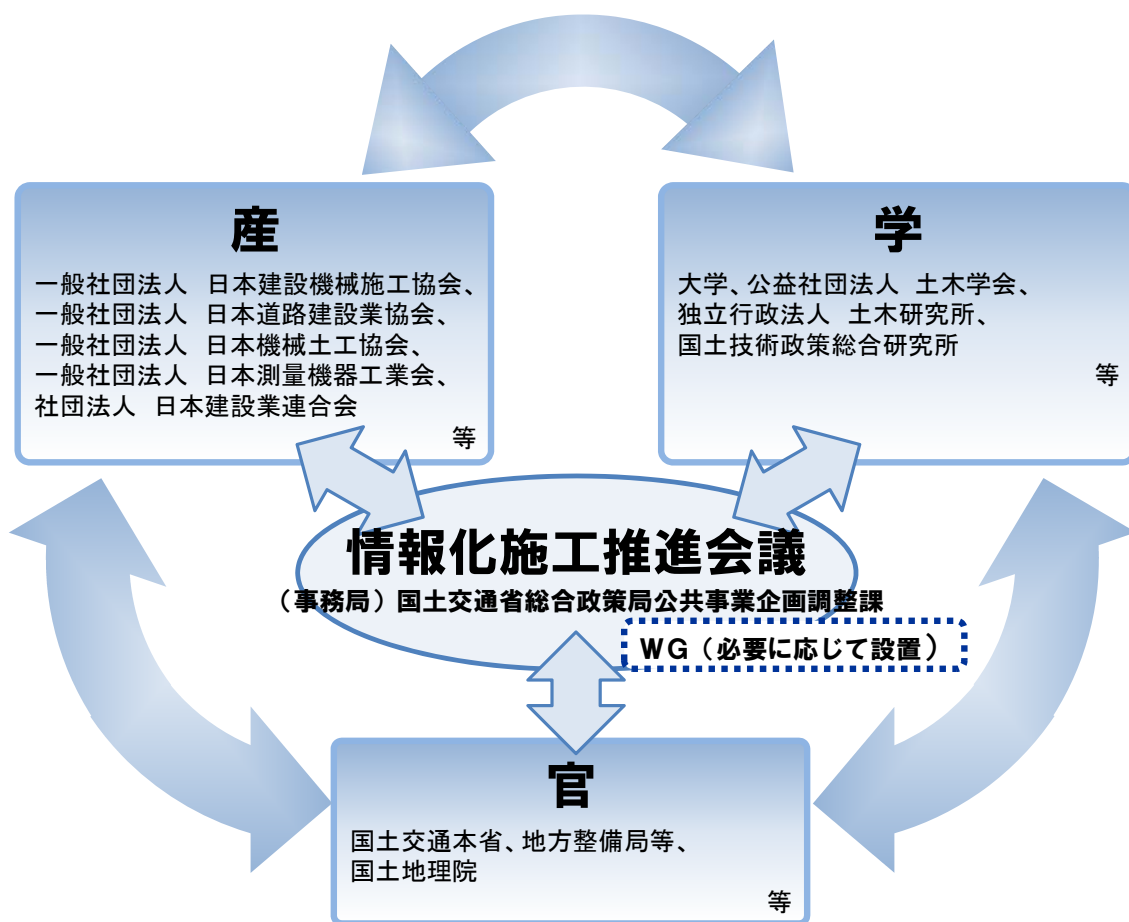 産
一般社団法人 日本建設機械施工協会、
一般社団法人 日本道路建設業協会、
一般社団法人 日本機械土工協会、
一般社団法人 日本測量機器工業会、
社団法人 日本建設業連合会
等
学
大学、公益社団法人 土木学会、
独立行政法人 土木研究所、
国土技術政策総合研究所
等
情報化施工推進会議
（事務局）国土交通省総合政策局公共事業企画調整課
ＷＧ（必要に応じて設置）
官
国土交通本省、地方整備局等、
国土地理院
等